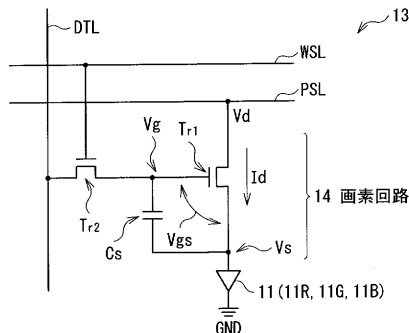 DTL
13
WSL
PSL
Vd
Vg
Tr1
Id
14 画素回路
Tr2
Cs
Vgs
Vs
11 (11R, 11G, 11B)
GND